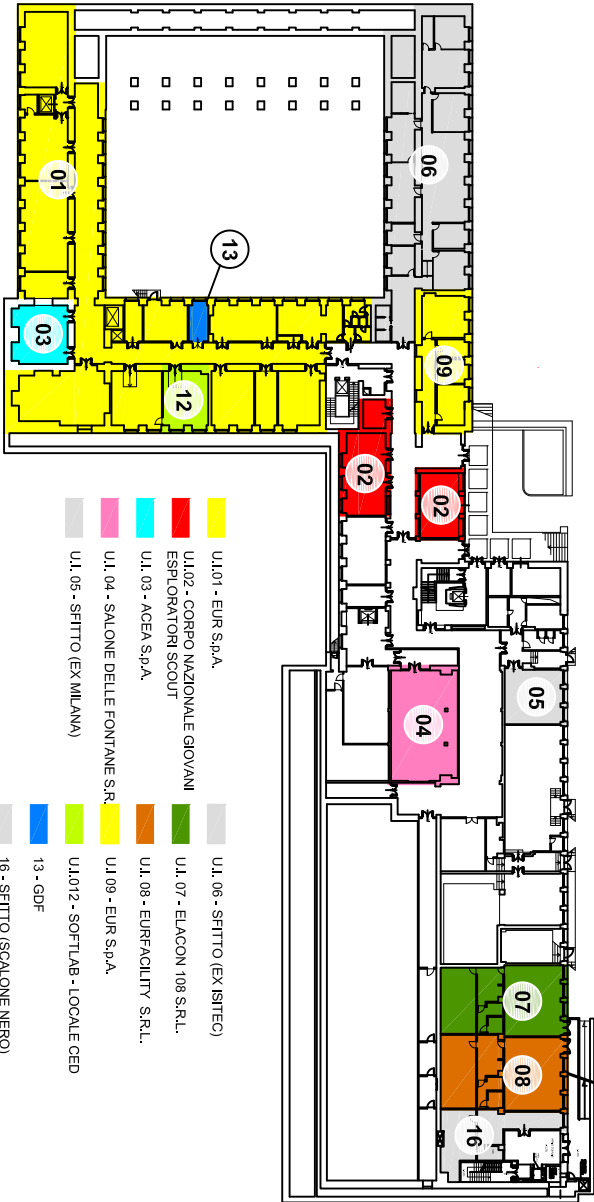 06
01
13
03
09
12
02
02
05
04
07
08
16
U.I.01 - EUR S.p.A.
U.I.02 - CORPO NAZIONALE GIOVANI
ESPLORATORI SCOUT
U.I. 03 - ACEA S.p.A.
U.I. 04 - SALONE DELLE FONTANE S.R.
U.I. 05 - SFITTO (EX MILANA)
U.I. 06 - SFITTO (EX ISITEC)
U.I. 07 - ELACON 108 S.R.L.
U.I. 08 - EURFACILITY S.R.L.
U.I 09 - EUR S.p.A.
U.I.012 - SOFTLAB - LOCALE CED
13 - GDF
16 - SFITTO (SCALONE NERO)